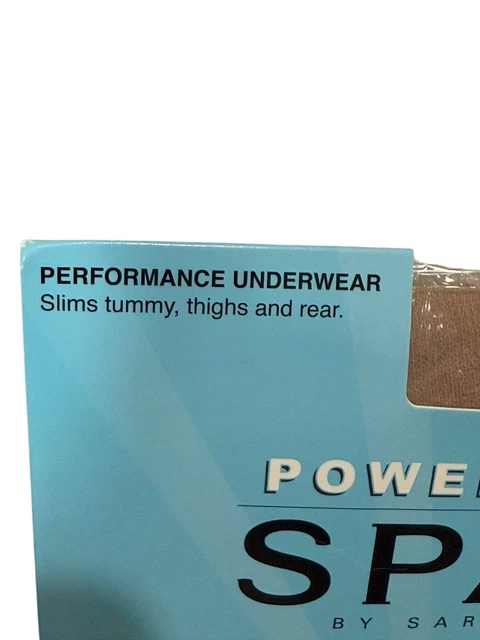 PERFORMANCE UNDERWEAR
Slims tummy, thighs and rear.
POWE
SPA
BY SAR